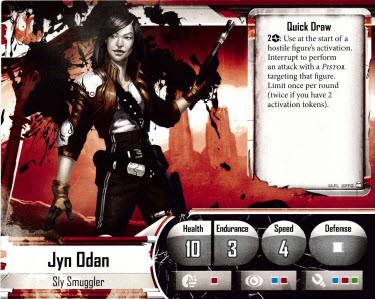 Quick Draw
2 : Use at the start of a
hostile figure's activation.
Interrupt to perform
an attack with a PISTOL
targeting that figure.
Limit once per round
(twice if you have 2
activation tokens).
Health
Endurance
Speed
Defense
10
3
4
Jyn Odan
Sly Smuggler